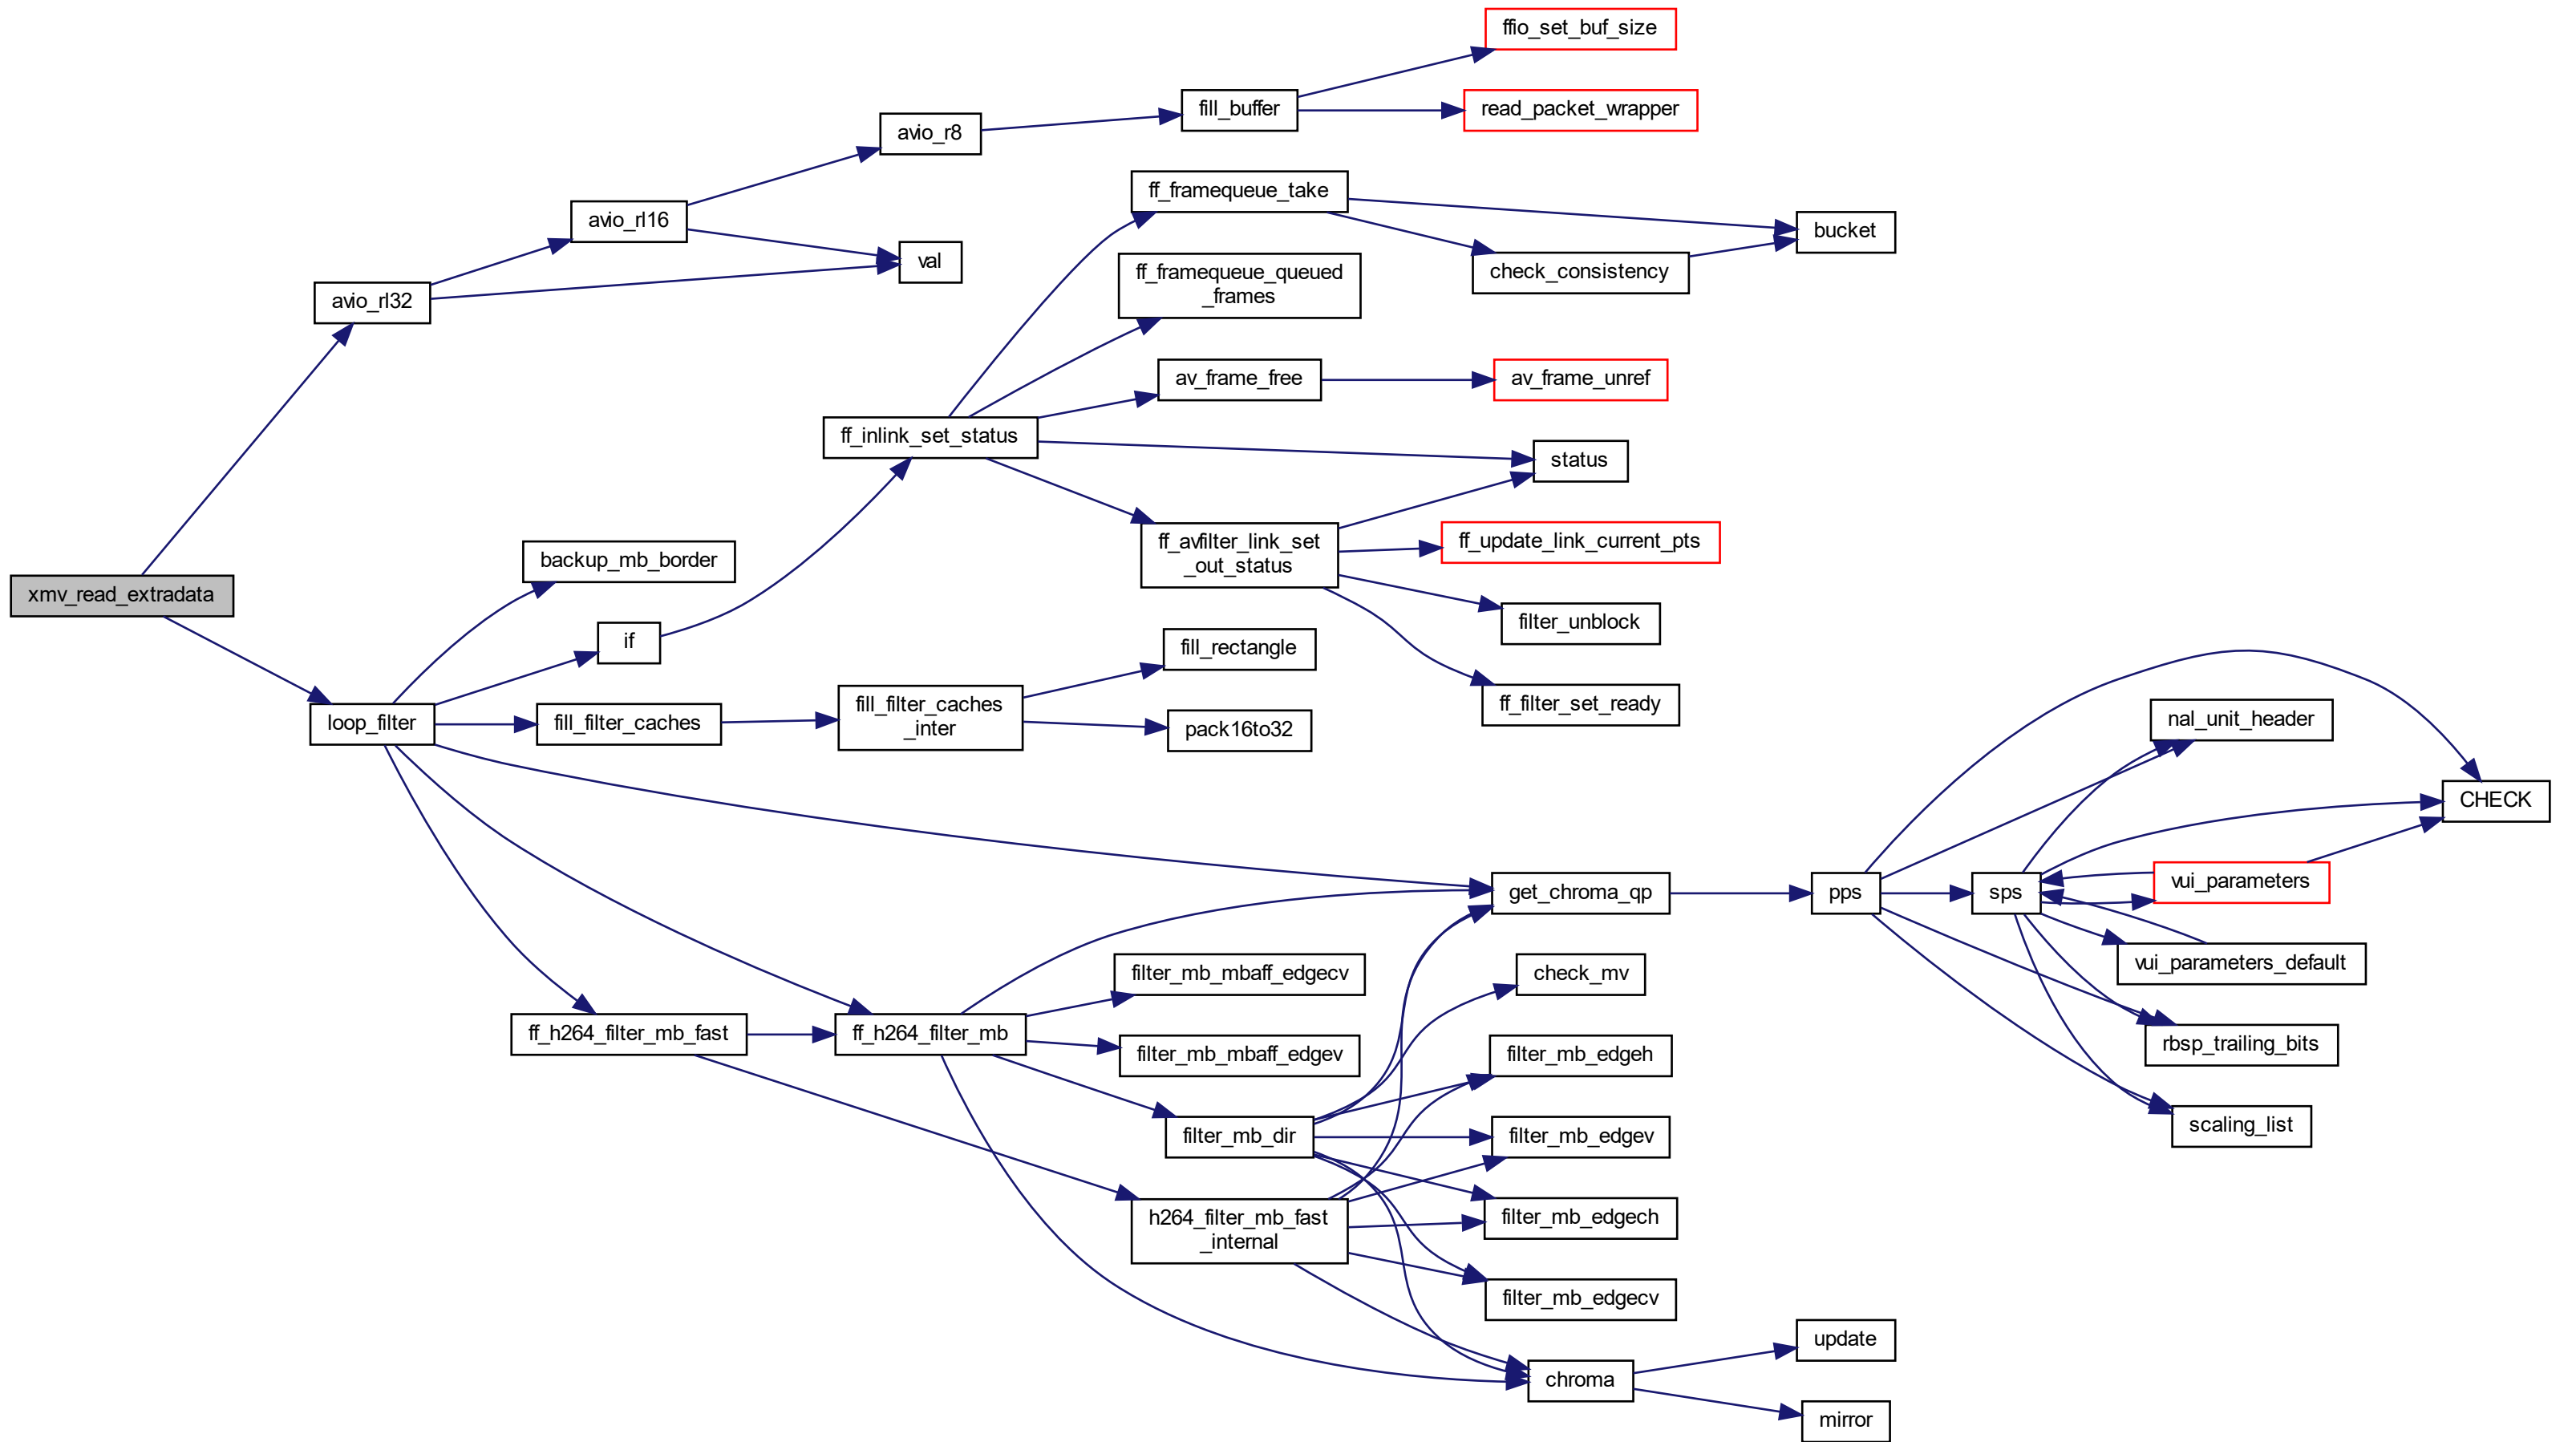 ffio_set_buf_size
fill_buffer
read_packet_wrapper
avio_r8
ff_framequeue_take
avio_rl16
bucket
val
ff_framequeue_queued
_frames
check_consistency
avio_rl32
av_frame_free
av_frame_unref
ff_inlink_set_status
status
ff_avfilter_link_set
_out_status
ff_update_link_current_pts
backup_mb_border
xmv_read_extradata
filter_unblock
if
fill_rectangle
ff_filter_set_ready
loop_filter
fill_filter_caches
fill_filter_caches
_inter
pack16to32
nal_unit_header
CHECK
get_chroma_qp
pps
sps
vui_parameters
vui_parameters_default
filter_mb_mbaff_edgecv
check_mv
ff_h264_filter_mb_fast
ff_h264_filter_mb
filter_mb_mbaff_edgev
filter_mb_edgeh
rbsp_trailing_bits
filter_mb_dir
filter_mb_edgev
scaling_list
h264_filter_mb_fast
_internal
filter_mb_edgech
filter_mb_edgecv
update
chroma
mirror